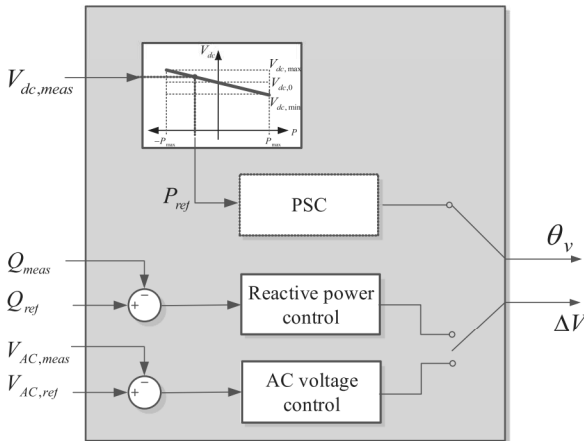 V_dc
V_dc,max
V_dc,0
V_dc,min
V_dc,meas
-P_max
P_max
P
P_ref
PSC
θ_v
Q_meas
−
Q_ref
+
Reactive power
control
ΔV
V_AC,meas
−
V_AC,ref
+
AC voltage
control